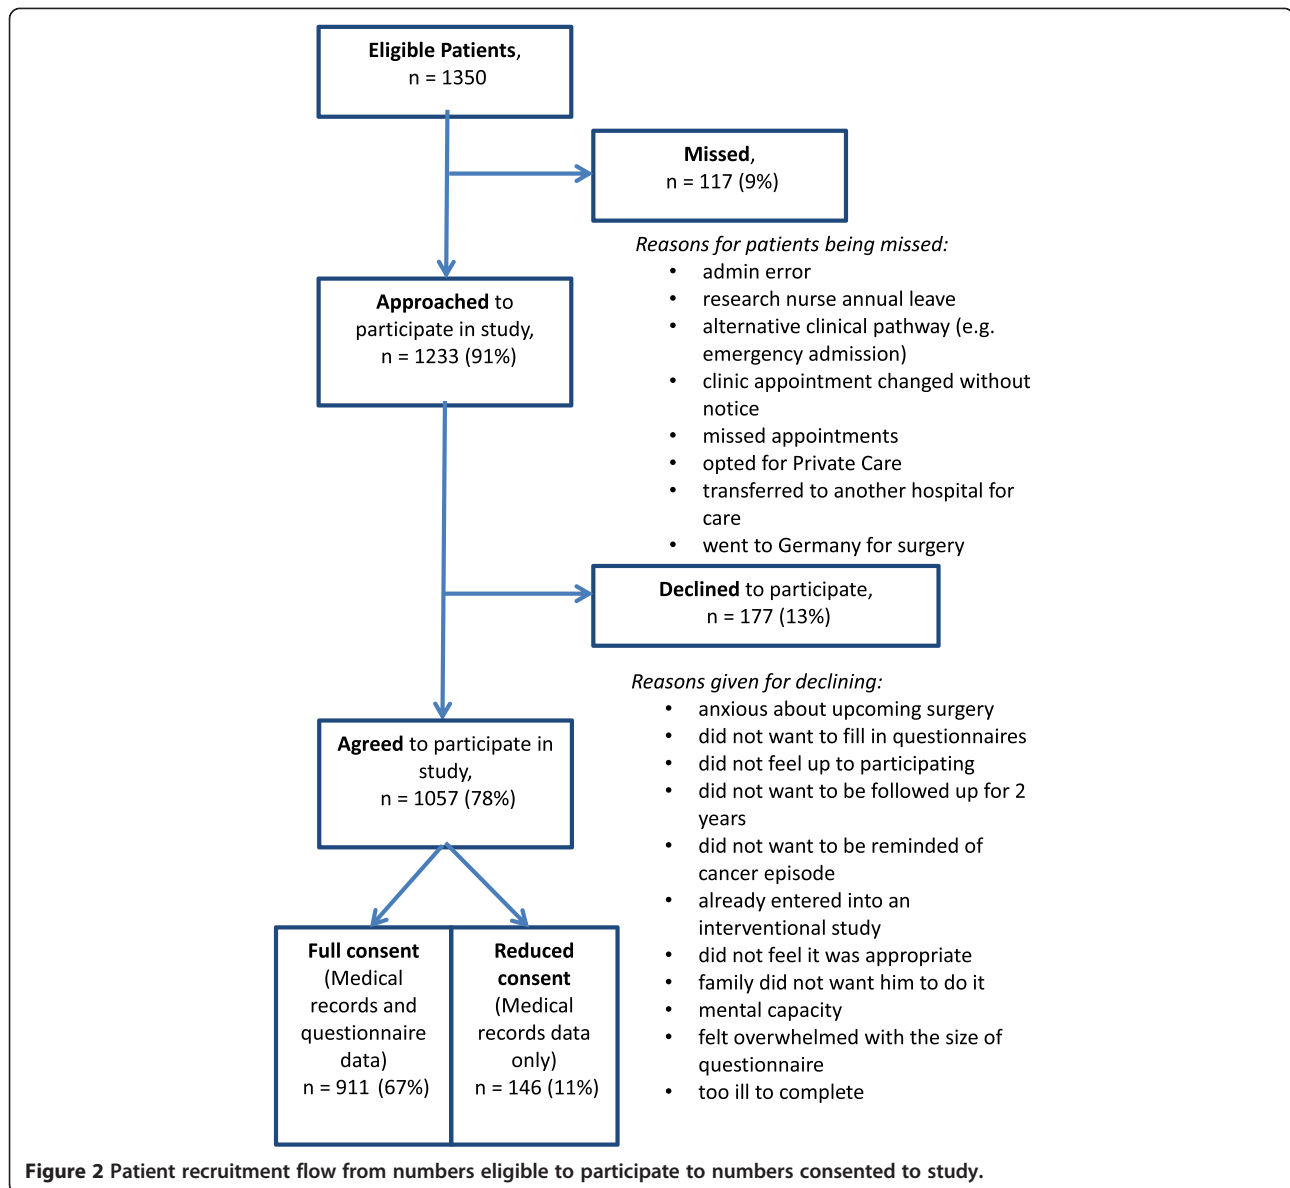 Eligible Patients,
n = 1350
Missed,
n = 117 (9%)
Reasons for patients being missed:
• admin error
• research nurse annual leave
• alternative clinical pathway (e.g.
emergency admission)
• clinic appointment changed without
notice
• missed appointments
• opted for Private Care
• transferred to another hospital for
care
• went to Germany for surgery
Approached to
participate in study,
n = 1233 (91%)
Declined to participate,
n = 177 (13%)
Reasons given for declining:
• anxious about upcoming surgery
• did not want to fill in questionnaires
• did not feel up to participating
• did not want to be followed up for 2
years
• did not want to be reminded of
cancer episode
• already entered into an
interventional study
• did not feel it was appropriate
• family did not want him to do it
• mental capacity
• felt overwhelmed with the size of
questionnaire
• too ill to complete
Agreed to participate in
study,
n = 1057 (78%)
Full consent
(Medical
records and
questionnaire
data)
n = 911 (67%)
Reduced
consent
(Medical
records data
only)
n = 146 (11%)
Figure 2 Patient recruitment flow from numbers eligible to participate to numbers consented to study.